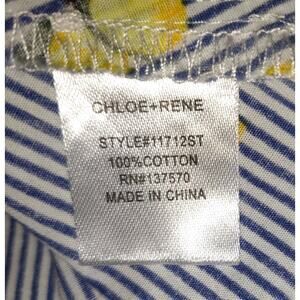 CHLOE+RENE
STYLE#11712ST
100%COTTON
RN#137570
MADE IN CHINA